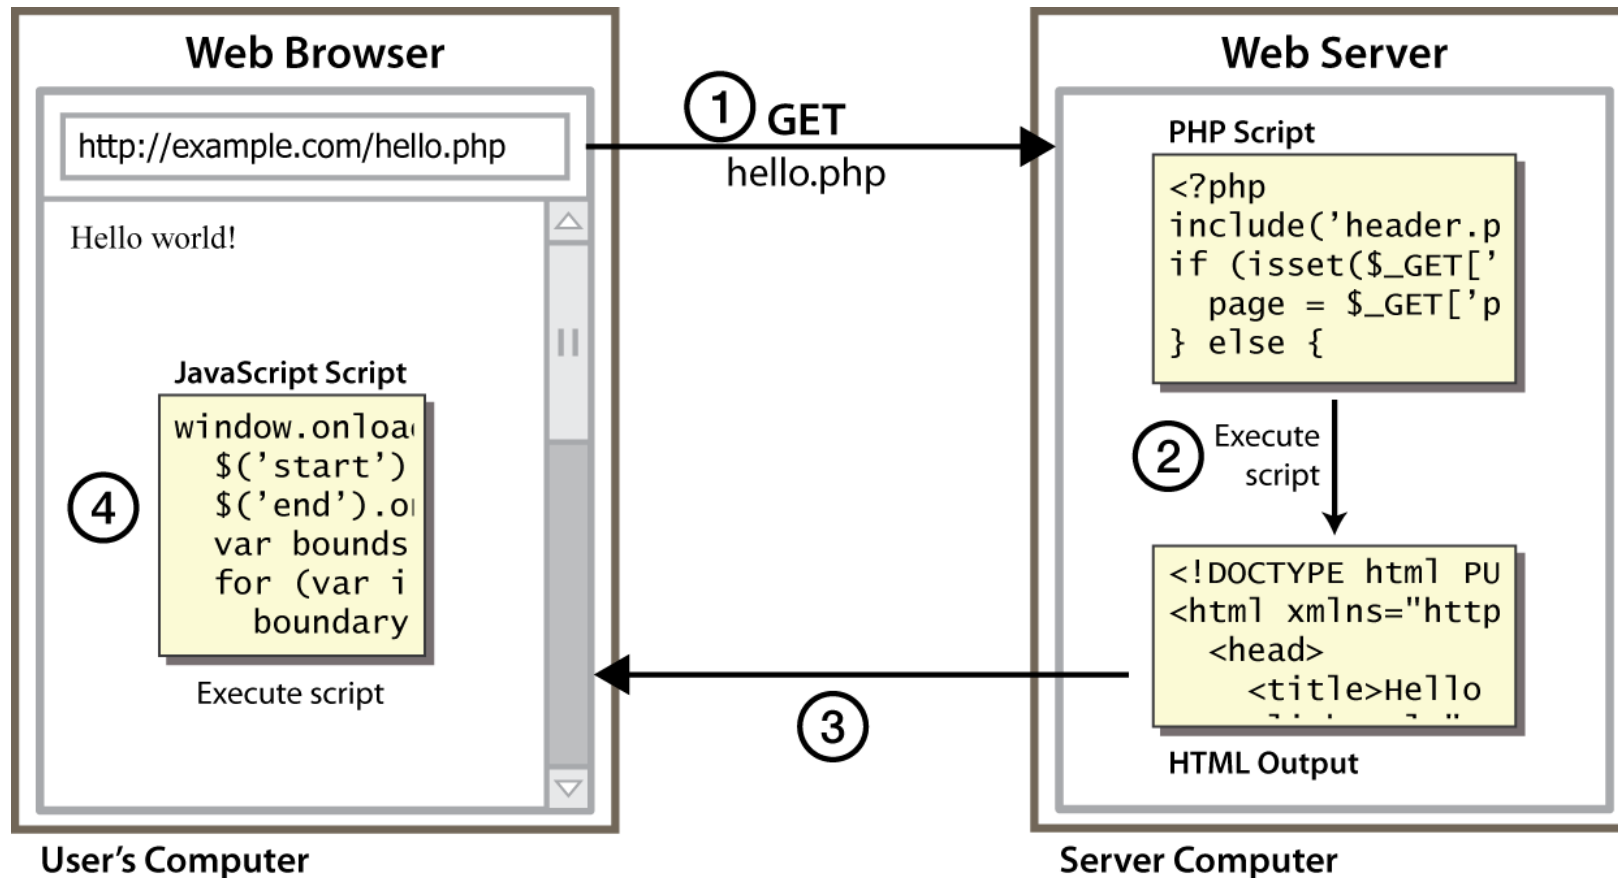 Web Browser
http://example.com/hello.php
Hello world!
JavaScript Script
window.onloa
$('start')
$('end').o
var bounds
for (var i
boundary
4
Execute script
User's Computer
1 GET
hello.php
3
Web Server
PHP Script
<?php
include('header.p
if (isset($_GET['
page = $_GET['p
} else {
2 Execute
script
<!DOCTYPE html PU
<html xmlns="http
<head>
<title>Hello
HTML Output
Server Computer